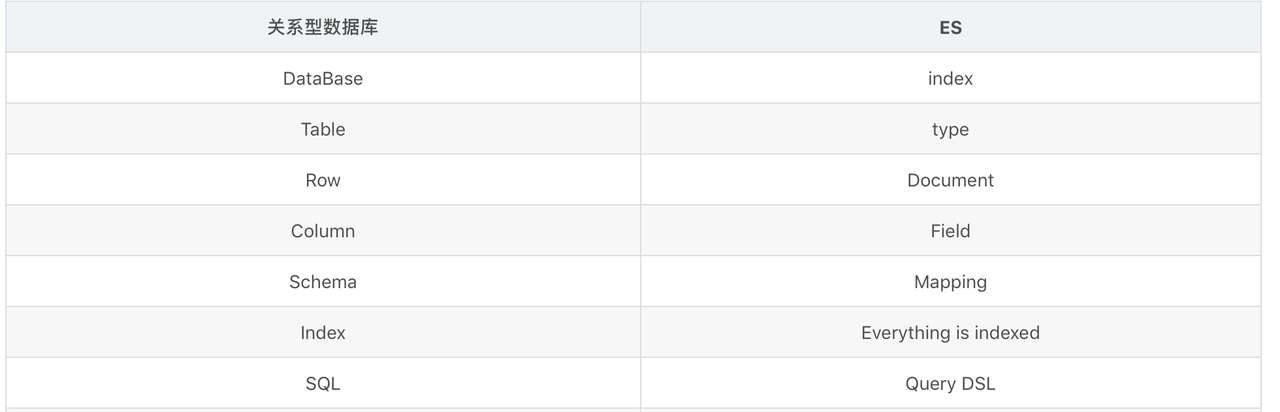 关系型数据库 ES
DataBase index
Table type
Row Document
Column Field
Schema Mapping
Index Everything is indexed
SQL Query DSL